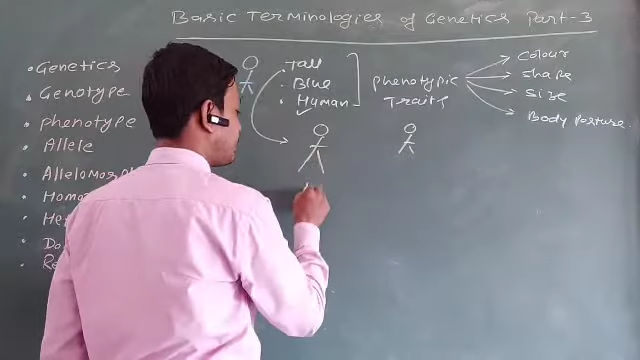 Basic Terminologies of Genetics Part-3
• Genetics
• Genotype
• phenotype
• Allele
• Allelomorph
• Tall
• Blue
• Human
phenotypic
Traits
Colour
shape
Size
Body Posture